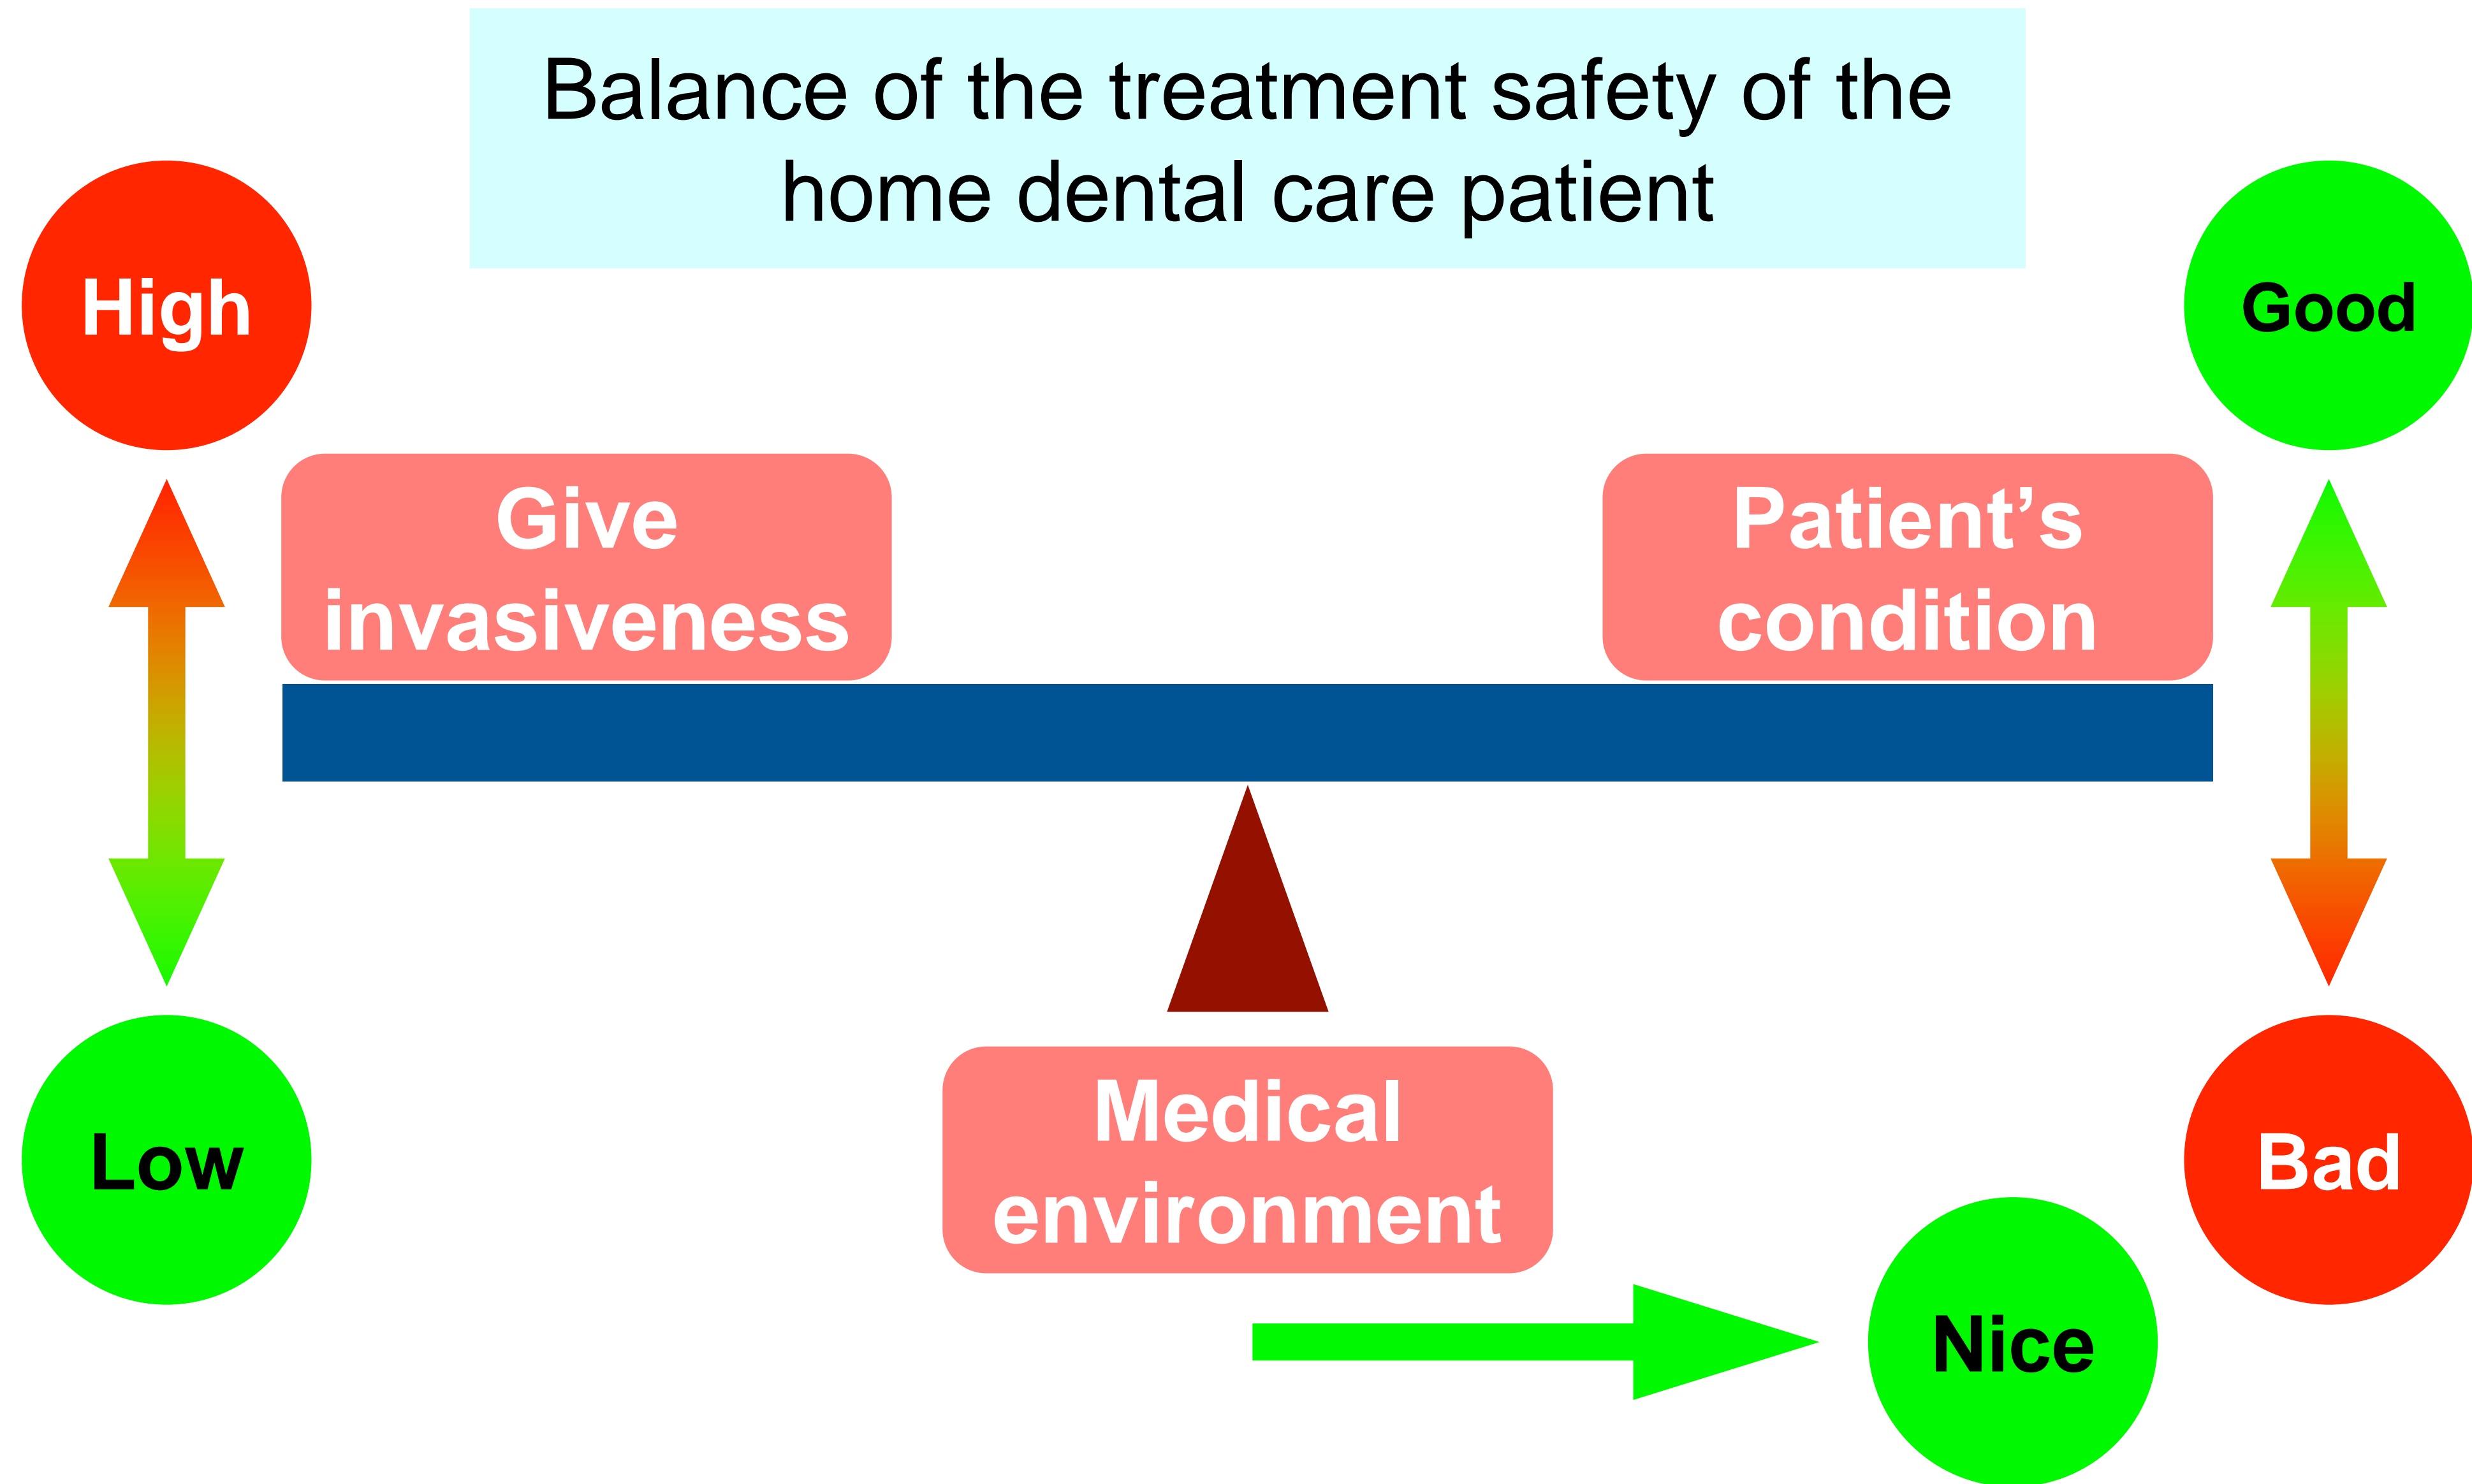 Balance of the treatment safety of the
home dental care patient
High
Good
Give
invasiveness
Patient’s
condition
Medical
environment
Low
Bad
Nice